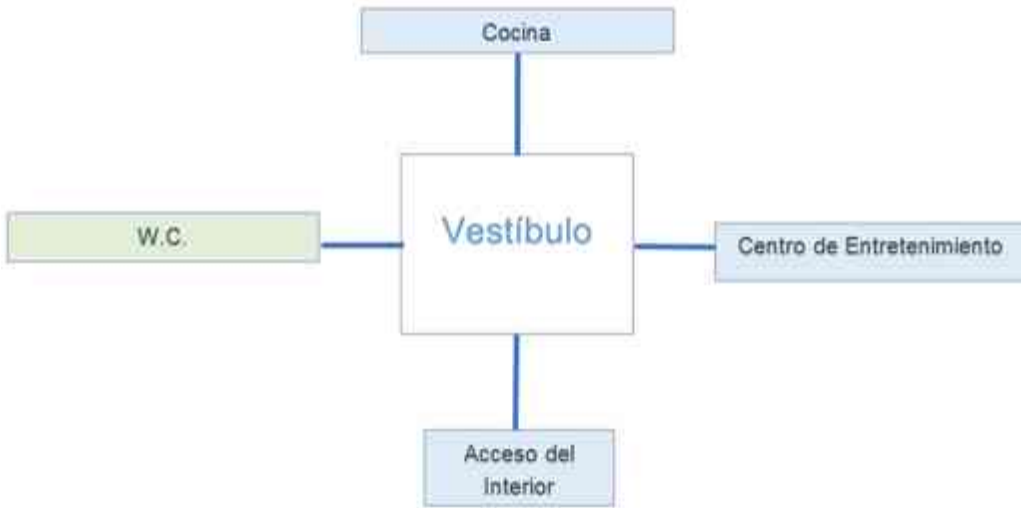 Cocina
W.C.
Vestíbulo
Centro de Entretenimiento
Acceso del
Interior